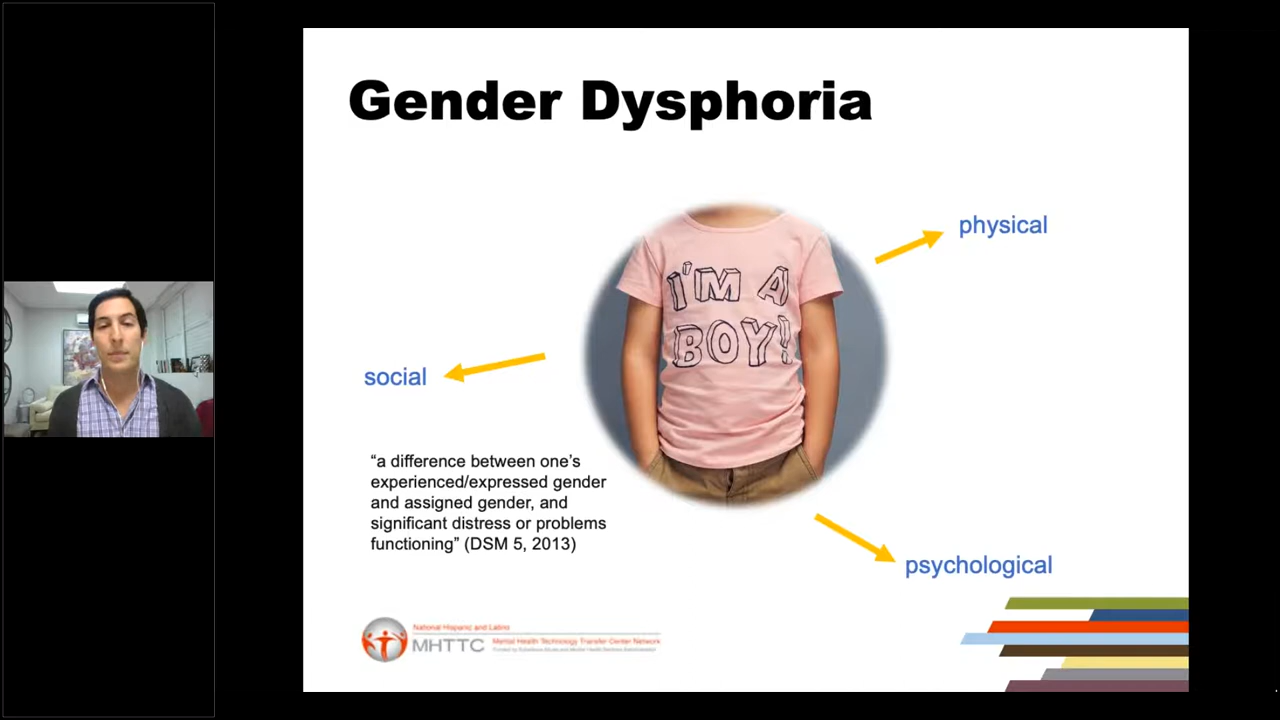 Gender Dysphoria
physical
I'M A
BOY!
social
“a difference between one’s
experienced/expressed gender
and assigned gender, and
significant distress or problems
functioning” (DSM 5, 2013)
psychological
National Hispanic and Latino
MHTTC
Mental Health Technology Transfer Center Network
Funded by Substance Abuse and Mental Health Services Administration